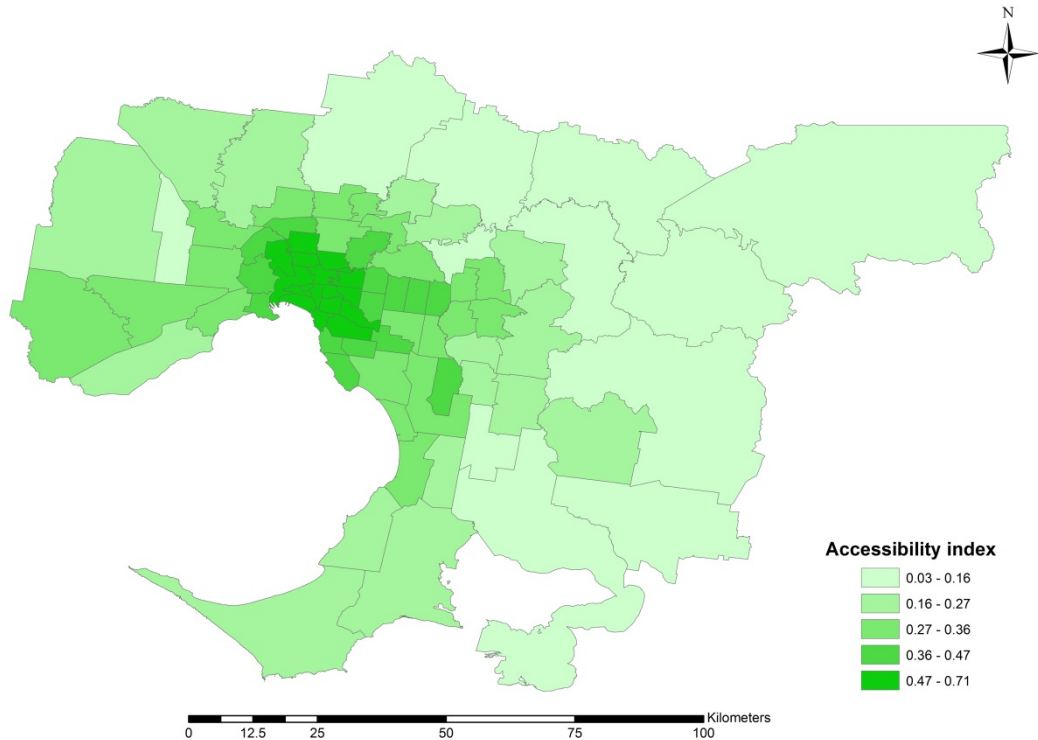 N
Accessibility index
0.03 - 0.16
0.16 - 0.27
0.27 - 0.36
0.36 - 0.47
0.47 - 0.71
Kilometers
0 12.5 25 50 75 100